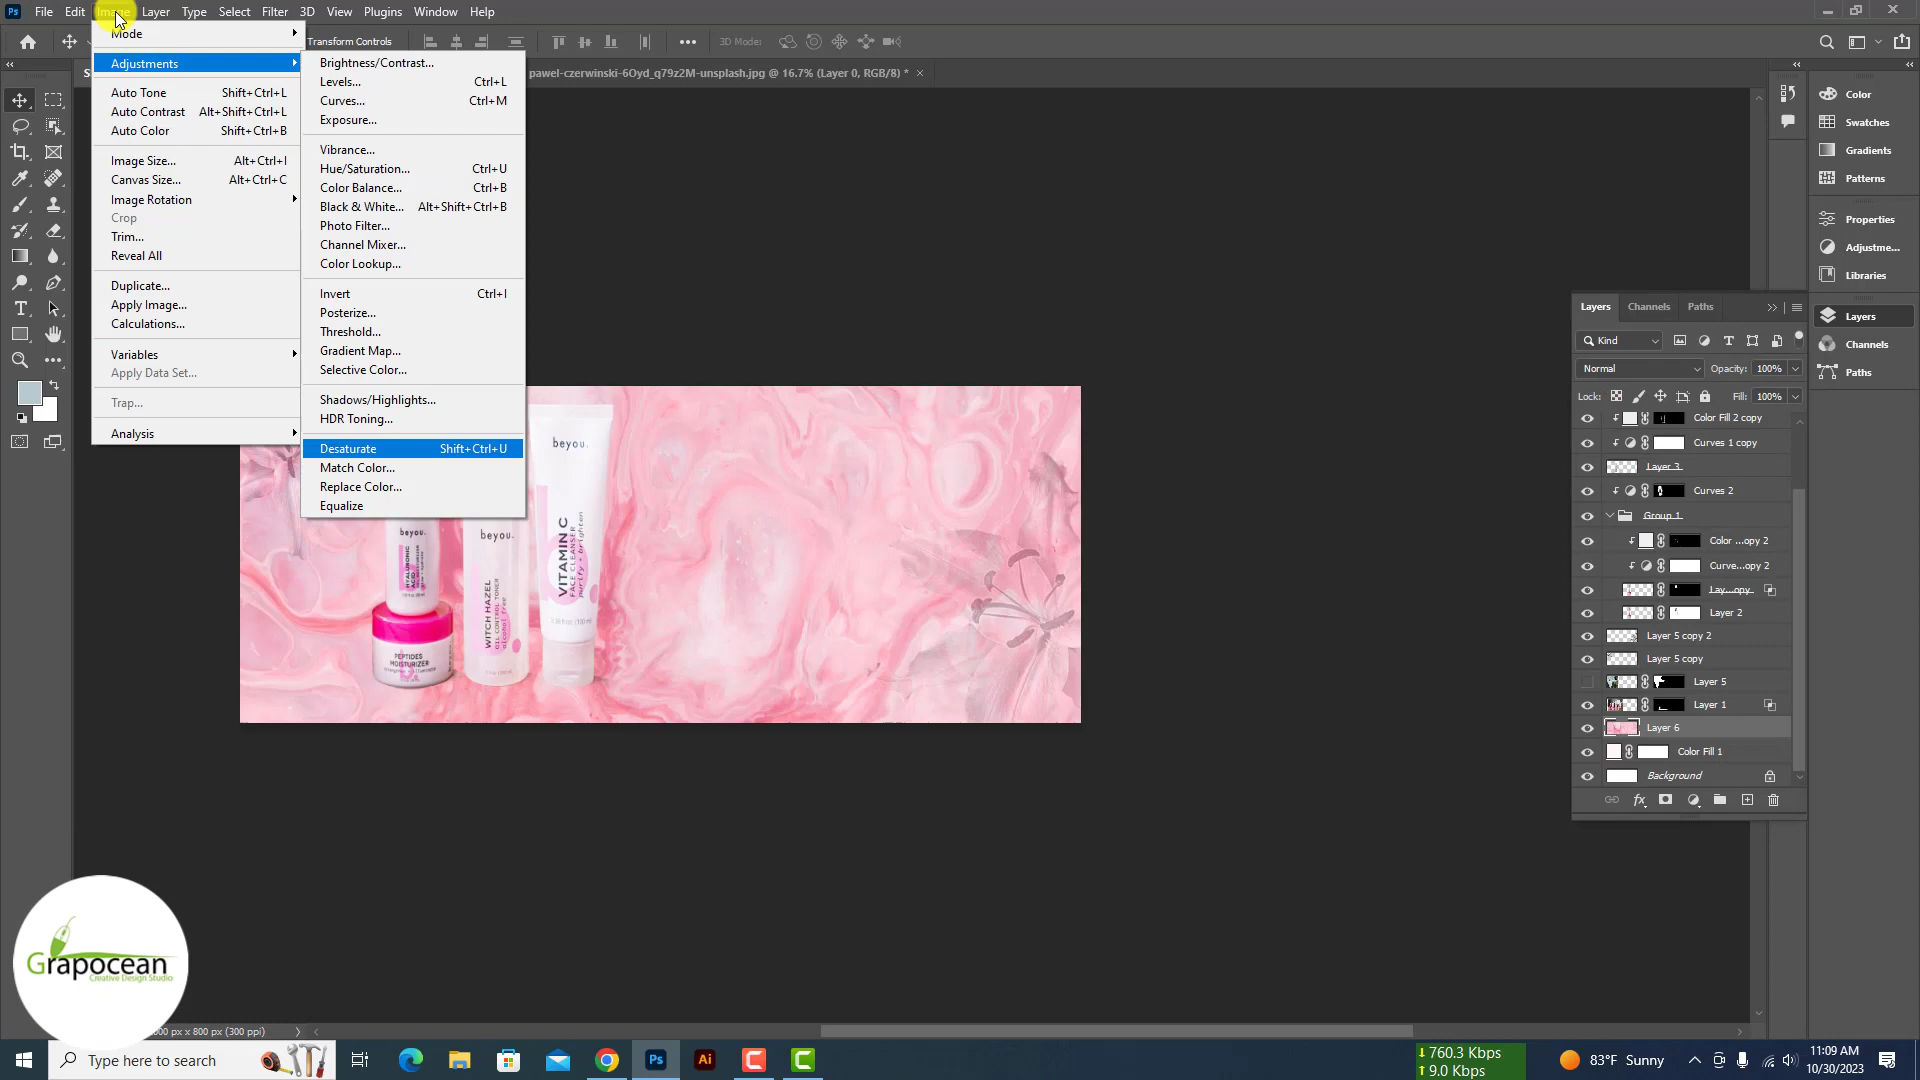 Ps File Edit Image Layer Type Select Filter 3D View Plugins Window Help
Transform Controls 3D Mode:
pawel-czerwinski-6Oyd_q79z2M-unsplash.jpg @ 16.7% (Layer 0, RGB/8) * ×
Mode
Adjustments
Auto Tone Shift+Ctrl+L
Auto Contrast Alt+Shift+Ctrl+L
Auto Color Shift+Ctrl+B
Image Size... Alt+Ctrl+I
Canvas Size... Alt+Ctrl+C
Image Rotation
Crop
Trim...
Reveal All
Duplicate...
Apply Image...
Calculations...
Variables
Apply Data Set...
Trap...
Analysis
Brightness/Contrast...
Levels... Ctrl+L
Curves... Ctrl+M
Exposure...
Vibrance...
Hue/Saturation... Ctrl+U
Color Balance... Ctrl+B
Black & White... Alt+Shift+Ctrl+B
Photo Filter...
Channel Mixer...
Color Lookup...
Invert Ctrl+I
Posterize...
Threshold...
Gradient Map...
Selective Color...
Shadows/Highlights...
HDR Toning...
Desaturate Shift+Ctrl+U
Match Color...
Replace Color...
Equalize
beyou.
VITAMIN C
FACE CLEANSER
purify + brighten
beyou.
HYALURONIC
ACID
beyou.
WITCH HAZEL
OIL CONTROL TONER
alcohol free
PEPTIDES
MOISTURIZER
Color
Swatches
Gradients
Patterns
Properties
Adjustme...
Libraries
Layers
Channels
Paths
Layers Channels Paths
Kind
Normal Opacity: 100%
Lock: Fill: 100%
Color Fill 2 copy
Curves 1 copy
Layer 3
Curves 2
Group 1
Color ...opy 2
Curve...opy 2
Lay...opy
Layer 2
Layer 5 copy 2
Layer 5 copy
Layer 5
Layer 1
Layer 6
Color Fill 1
Background
fx
Grapocean
Creative Design Studio
px x 800 px (300 ppi)
Type here to search
Ps Ai
760.3 Kbps
9.0 Kbps
83°F Sunny
11:09 AM
10/30/2023